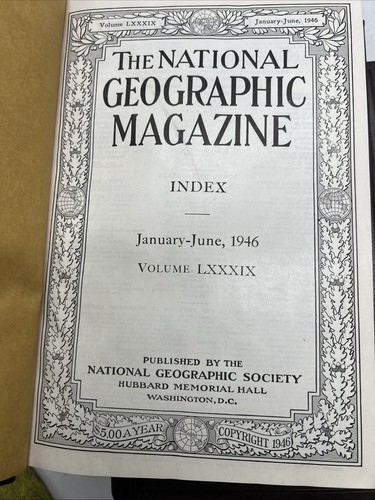 Volume LXXXIX
January-June, 1946
THE NATIONAL
GEOGRAPHIC
MAGAZINE
INDEX
January-June, 1946
VOLUME LXXXIX
PUBLISHED BY THE
NATIONAL GEOGRAPHIC SOCIETY
HUBBARD MEMORIAL HALL
WASHINGTON, D.C.
$5.00 A YEAR
COPYRIGHT 1946